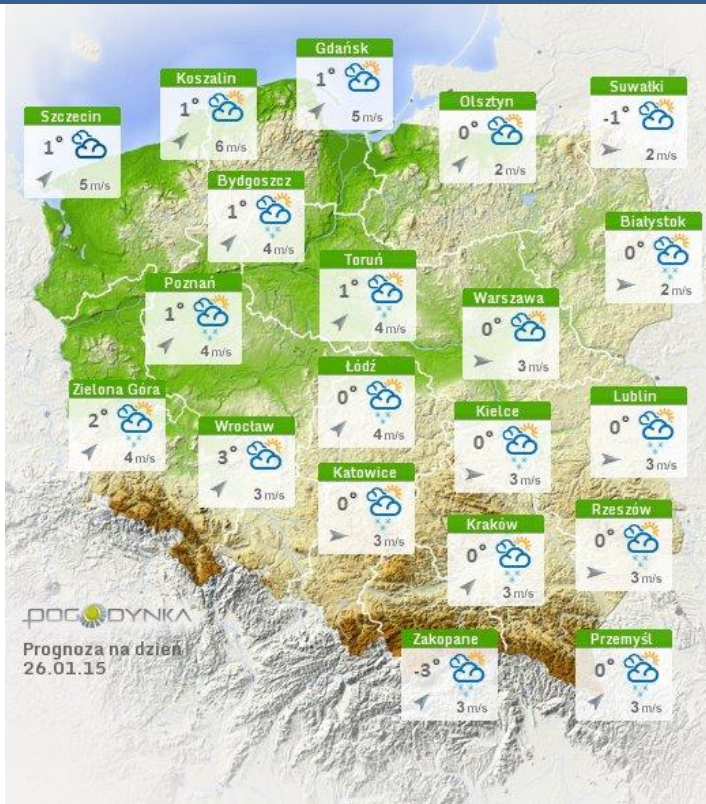 Gdańsk
1°
5 m/s
Koszalin
1°
6 m/s
Suwałki
-1°
2 m/s
Olsztyn
0°
2 m/s
Szczecin
1°
5 m/s
Bydgoszcz
1°
4 m/s
Białystok
0°
2 m/s
Toruń
1°
4 m/s
Poznań
1°
4 m/s
Warszawa
0°
3 m/s
Łódź
0°
4 m/s
Zielona Góra
2°
4 m/s
Lublin
0°
3 m/s
Kielce
0°
3 m/s
Wrocław
3°
3 m/s
Katowice
0°
3 m/s
Rzeszów
0°
3 m/s
Kraków
0°
3 m/s
POGODYNKA
Prognoza na dzień
26.01.15
Zakopane
-3°
3 m/s
Przemyśl
0°
3 m/s